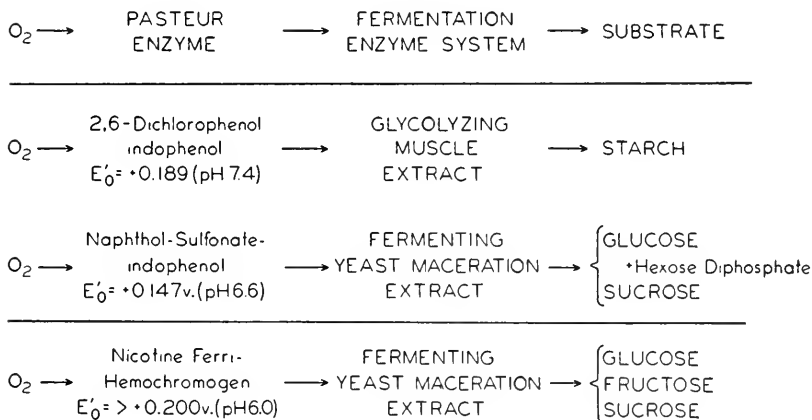 O₂ → PASTEUR ENZYME → FERMENTATION ENZYME SYSTEM → SUBSTRATE
O₂ → 2,6-Dichlorophenol indophenol E'₀= +0.189 (pH 7.4) → GLYCOLYZING MUSCLE EXTRACT → STARCH
O₂ → Naphthol-Sulfonate-indophenol E'₀= +0.147v.(pH6.6) → FERMENTING YEAST MACERATION EXTRACT → { GLUCOSE +Hexose Diphosphate SUCROSE
O₂ → Nicotine Ferri-Hemochromogen E'₀= > +0.200v.(pH6.0) → FERMENTING YEAST MACERATION EXTRACT → { GLUCOSE FRUCTOSE SUCROSE